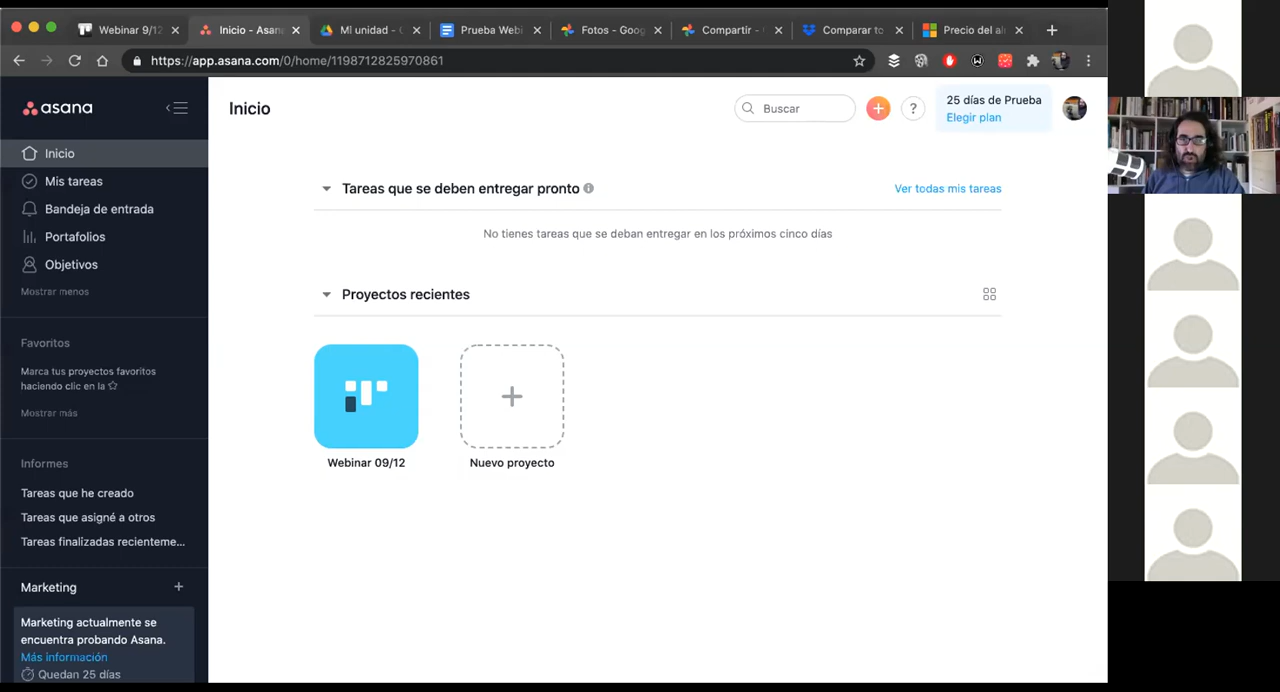 Webinar 9/12
Inicio - Asan
Mi unidad -
Prueba Webi
Fotos - Goog
Compartir -
Comparar to
Precio del al
https://app.asana.com/0/home/1198712825970861
asana
Inicio
Buscar
+
?
25 días de Prueba
Elegir plan
Inicio
Mis tareas
Bandeja de entrada
Portafolios
Objetivos
Mostrar menos
Favoritos
Marca tus proyectos favoritos
haciendo clic en la ☆
Mostrar más
Informes
Tareas que he creado
Tareas que asigné a otros
Tareas finalizadas recienteme...
Marketing +
Marketing actualmente se
encuentra probando Asana.
Más información
Quedan 25 días
Tareas que se deben entregar pronto
Ver todas mis tareas
No tienes tareas que se deban entregar en los próximos cinco días
Proyectos recientes
Webinar 09/12
Nuevo proyecto